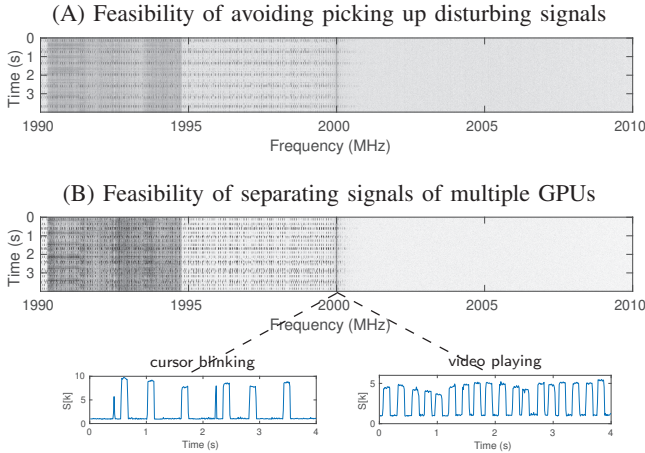 (A) Feasibility of avoiding picking up disturbing signals
Time (s)
0
1
2
3
1990
1995
2000
2005
2010
Frequency (MHz)
(B) Feasibility of separating signals of multiple GPUs
Time (s)
0
1
2
3
1990
1995
2000
2005
2010
Frequency (MHz)
cursor blinking
S[k]
10
5
0
0
1
2
3
4
Time (s)
video playing
S[k]
5
0
0
1
2
3
4
Time (s)